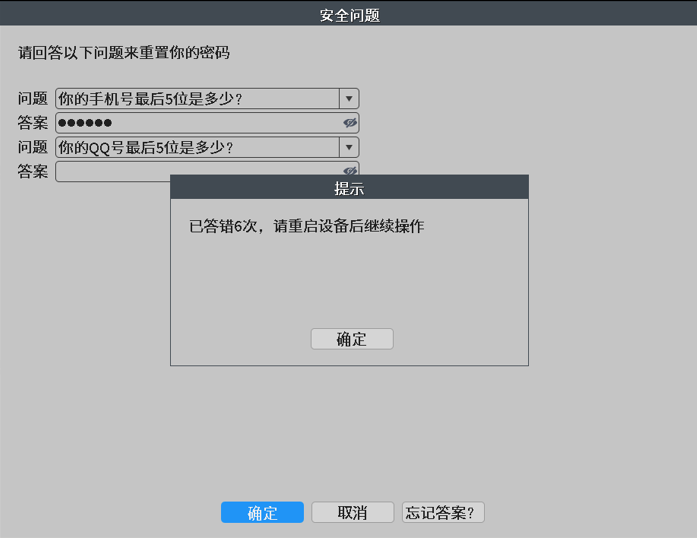 安全问题
请回答以下问题来重置你的密码
问题 你的手机号最后5位是多少?
答案 ●●●●●●
问题 你的QQ号最后5位是多少?
答案
提示
已答错6次，请重启设备后继续操作
确定
确定 取消 忘记答案?